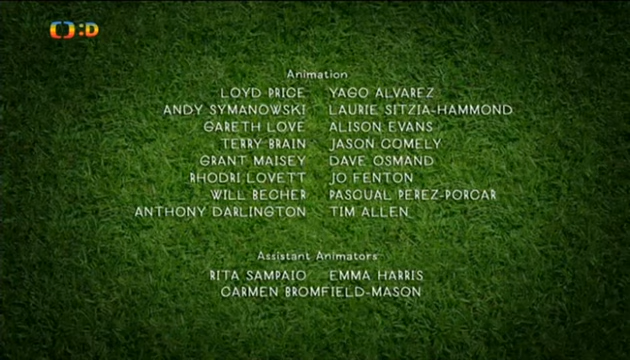 :D
Animation
LOYD PRICE YAGO ALVAREZ
ANDY SYMANOWSKI LAURIE SITZIA-HAMMOND
GARETH LOVE ALISON EVANS
TERRY BRAIN JASON COMELY
GRANT MAISEY DAVE OSMAND
RHODRI LOVETT JO FENTON
WILL BECHER PASCUAL PEREZ-PORCAR
ANTHONY DARLINGTON TIM ALLEN
Assistant Animators
RITA SAMPAIO EMMA HARRIS
CARMEN BROMFIELD-MASON